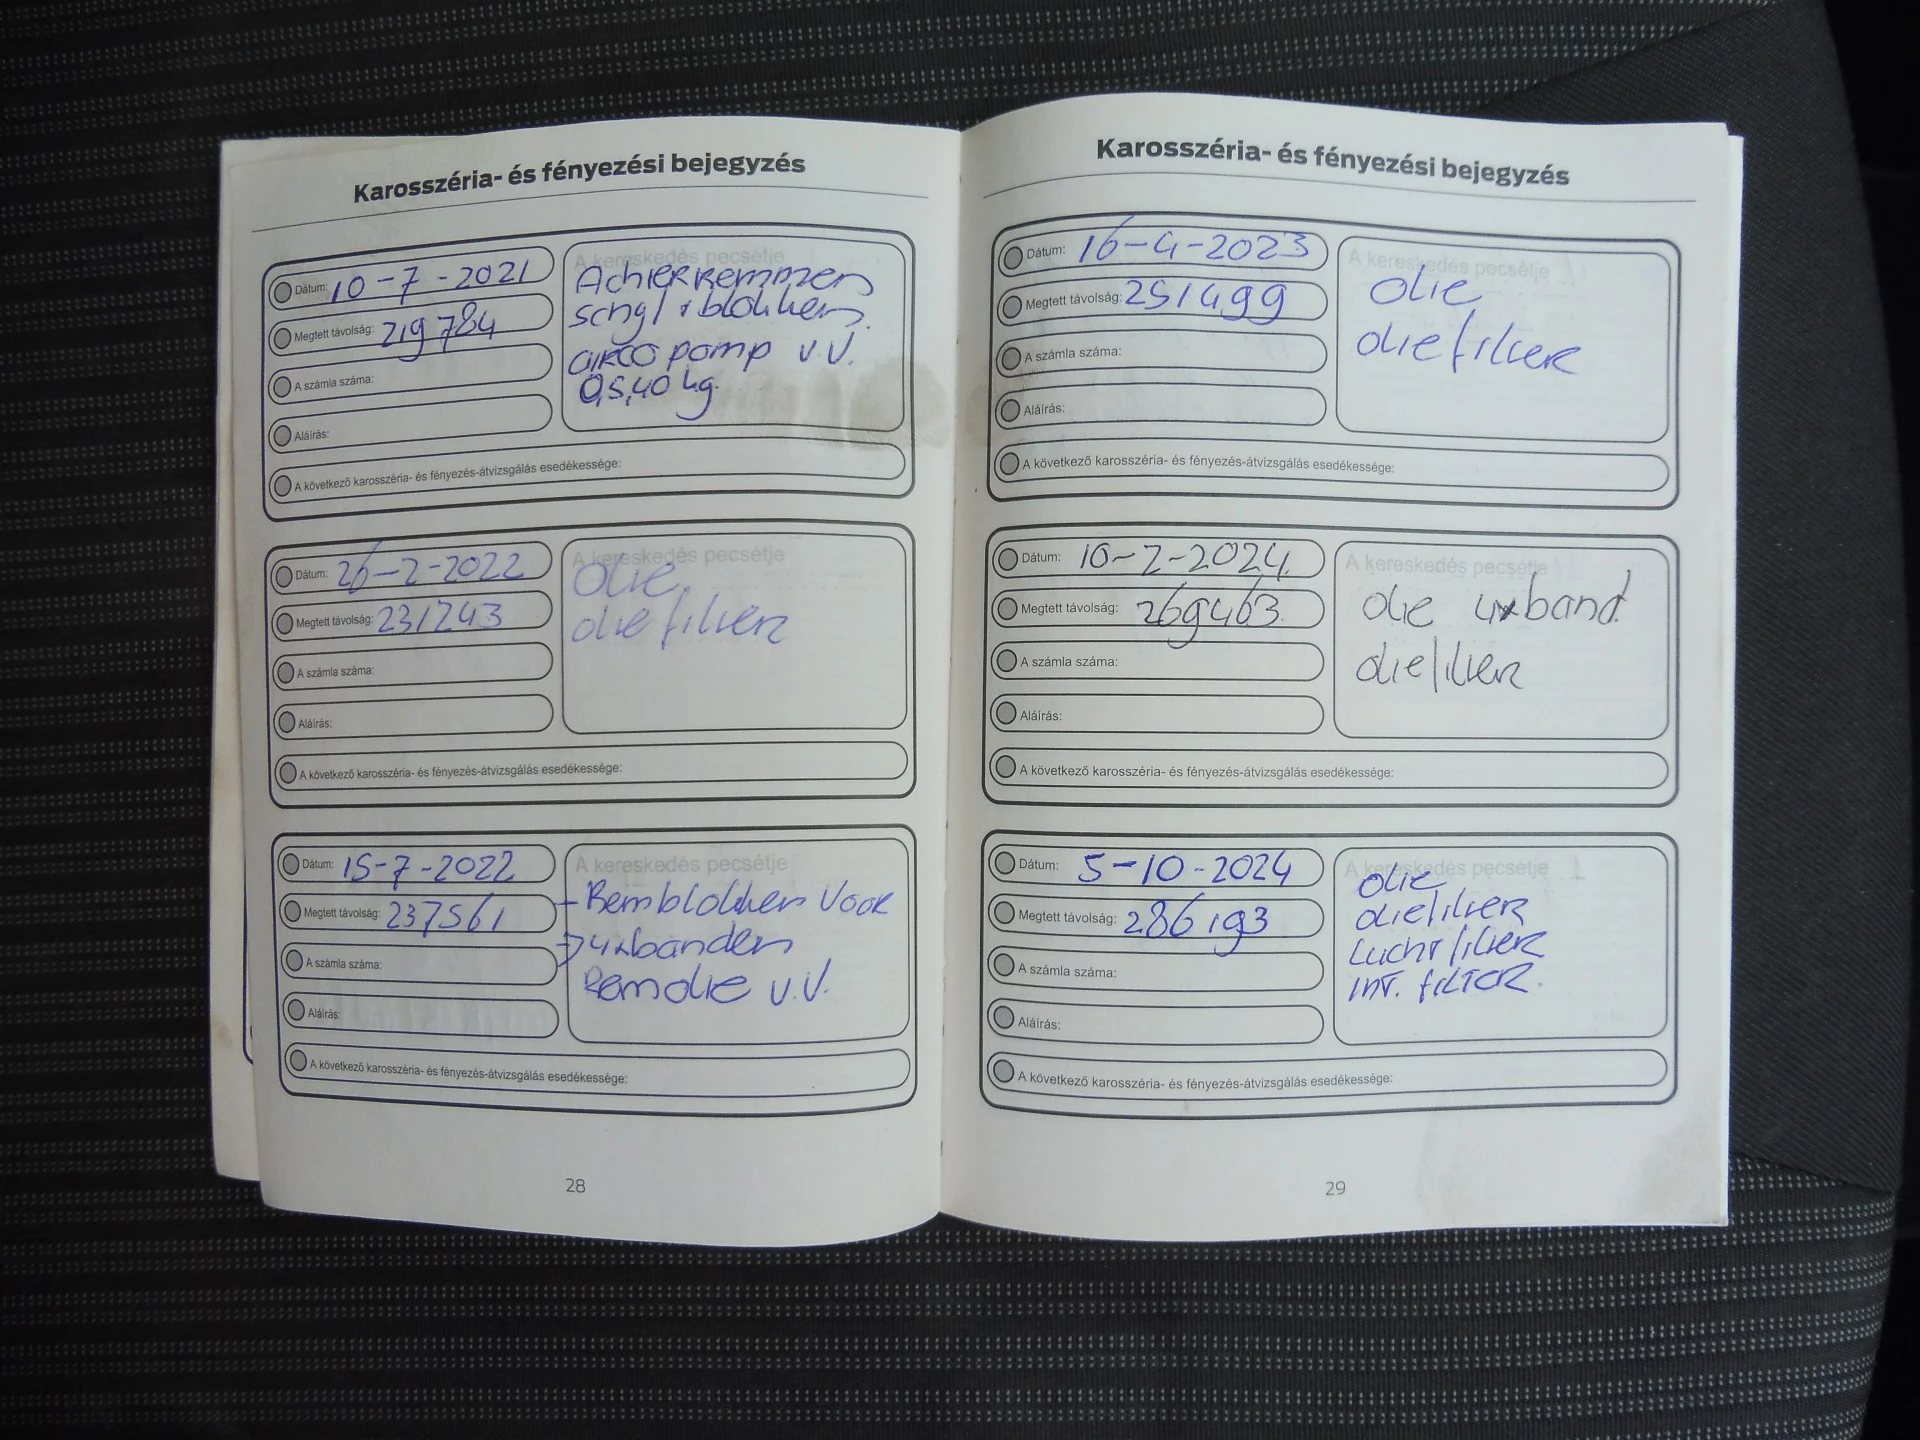 Karosszéria- és fényezési bejegyzés
Dátum: 10-7-2021
Megtett távolság: 219784
A számla száma:
Aláírás:
A kereskedés pecsétje
Achterremmen
schyf + blokken.
airco pomp v.v.
0,540 kg.
A következő karosszéria- és fényezés-átvizsgálás esedékessége:
Dátum: 26-2-2022
Megtett távolság: 231243
A számla száma:
Aláírás:
A kereskedés pecsétje
Olie,
oliefilter
A következő karosszéria- és fényezés-átvizsgálás esedékessége:
Dátum: 15-7-2022
Megtett távolság: 237561
A számla száma:
Aláírás:
A kereskedés pecsétje
- Remblokken Voor
→ 4xbanden
Remolie v.v.
A következő karosszéria- és fényezés-átvizsgálás esedékessége:
28
Karosszéria- és fényezési bejegyzés
Dátum: 16-4-2023
Megtett távolság: 251499
A számla száma:
Aláírás:
A kereskedés pecsétje
Olie
oliefilter
A következő karosszéria- és fényezés-átvizsgálás esedékessége:
Dátum: 10-2-2024
Megtett távolság: 269463
A számla száma:
Aláírás:
A kereskedés pecsétje
Olie 4xband
oliefilter
A következő karosszéria- és fényezés-átvizsgálás esedékessége:
Dátum: 5-10-2024
Megtett távolság: 286193
A számla száma:
Aláírás:
A kereskedés pecsétje
Olie
oliefilter
Luchtfilter
int. filter.
A következő karosszéria- és fényezés-átvizsgálás esedékessége:
29